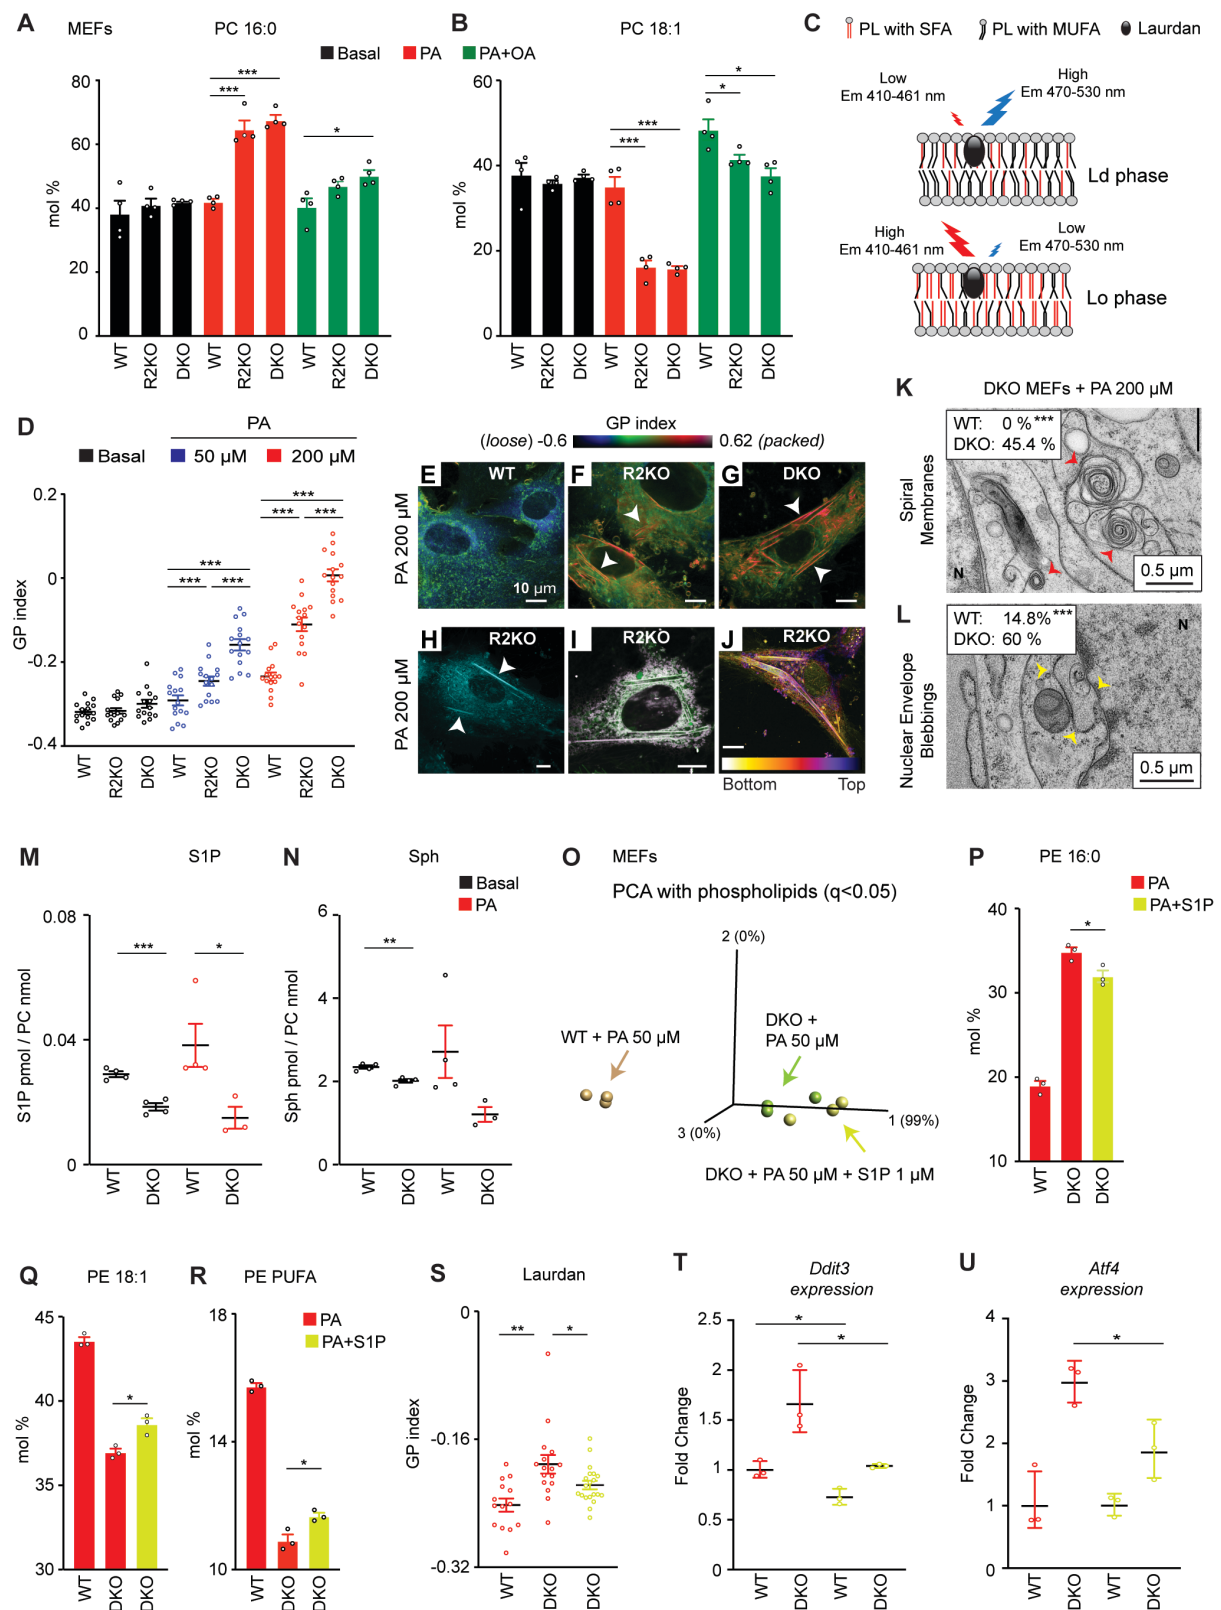 A MEFs PC 16:0
Basal PA PA+OA
mol %
80
60
40
20
0
*** *** *
WT R2KO DKO WT R2KO DKO WT R2KO DKO
B PC 18:1
mol %
60
40
20
0
*** *** * *
WT R2KO DKO WT R2KO DKO WT R2KO DKO
C PL with SFA PL with MUFA Laurdan
Low
Em 410-461 nm
High
Em 470-530 nm
Ld phase
High
Em 410-461 nm
Low
Em 470-530 nm
Lo phase
D PA
Basal 50 µM 200 µM
GP index
0.2
0
-0.2
-0.4
*** *** *** *** *** ***
WT R2KO DKO WT R2KO DKO WT R2KO DKO
GP index
(loose) -0.6 0.62 (packed)
PA 200 µM
E WT
10 µm
F R2KO
G DKO
PA 200 µM
H R2KO
I R2KO
J R2KO
Bottom Top
K DKO MEFs + PA 200 µM
Spiral
Membranes
WT: 0 %***
DKO: 45.4 %
N
0.5 µm
L
Nuclear Envelope
Blebbings
WT: 14.8%***
DKO: 60 %
N
0.5 µm
M S1P
S1P pmol / PC nmol
0.08
0.04
0
*** *
WT DKO WT DKO
N Sph
Basal
PA
Sph pmol / PC nmol
6
4
2
0
**
WT DKO WT DKO
O MEFs
PCA with phospholipids (q<0.05)
2 (0%)
WT + PA 50 µM
DKO +
PA 50 µM
1 (99%)
3 (0%)
DKO + PA 50 µM + S1P 1 µM
P PE 16:0
PA
PA+S1P
mol %
40
30
20
10
*
WT DKO DKO
Q PE 18:1
mol %
45
40
35
30
*
WT DKO DKO
R PE PUFA
PA
PA+S1P
mol %
18
14
10
*
WT DKO DKO
S Laurdan
GP index
0
-0.16
-0.32
** *
WT DKO DKO
T Ddit3
expression
Fold Change
2.5
2
1.5
1
0.5
0
* *
WT DKO WT DKO
U Atf4
expression
Fold Change
4
3
2
1
0
*
WT DKO WT DKO